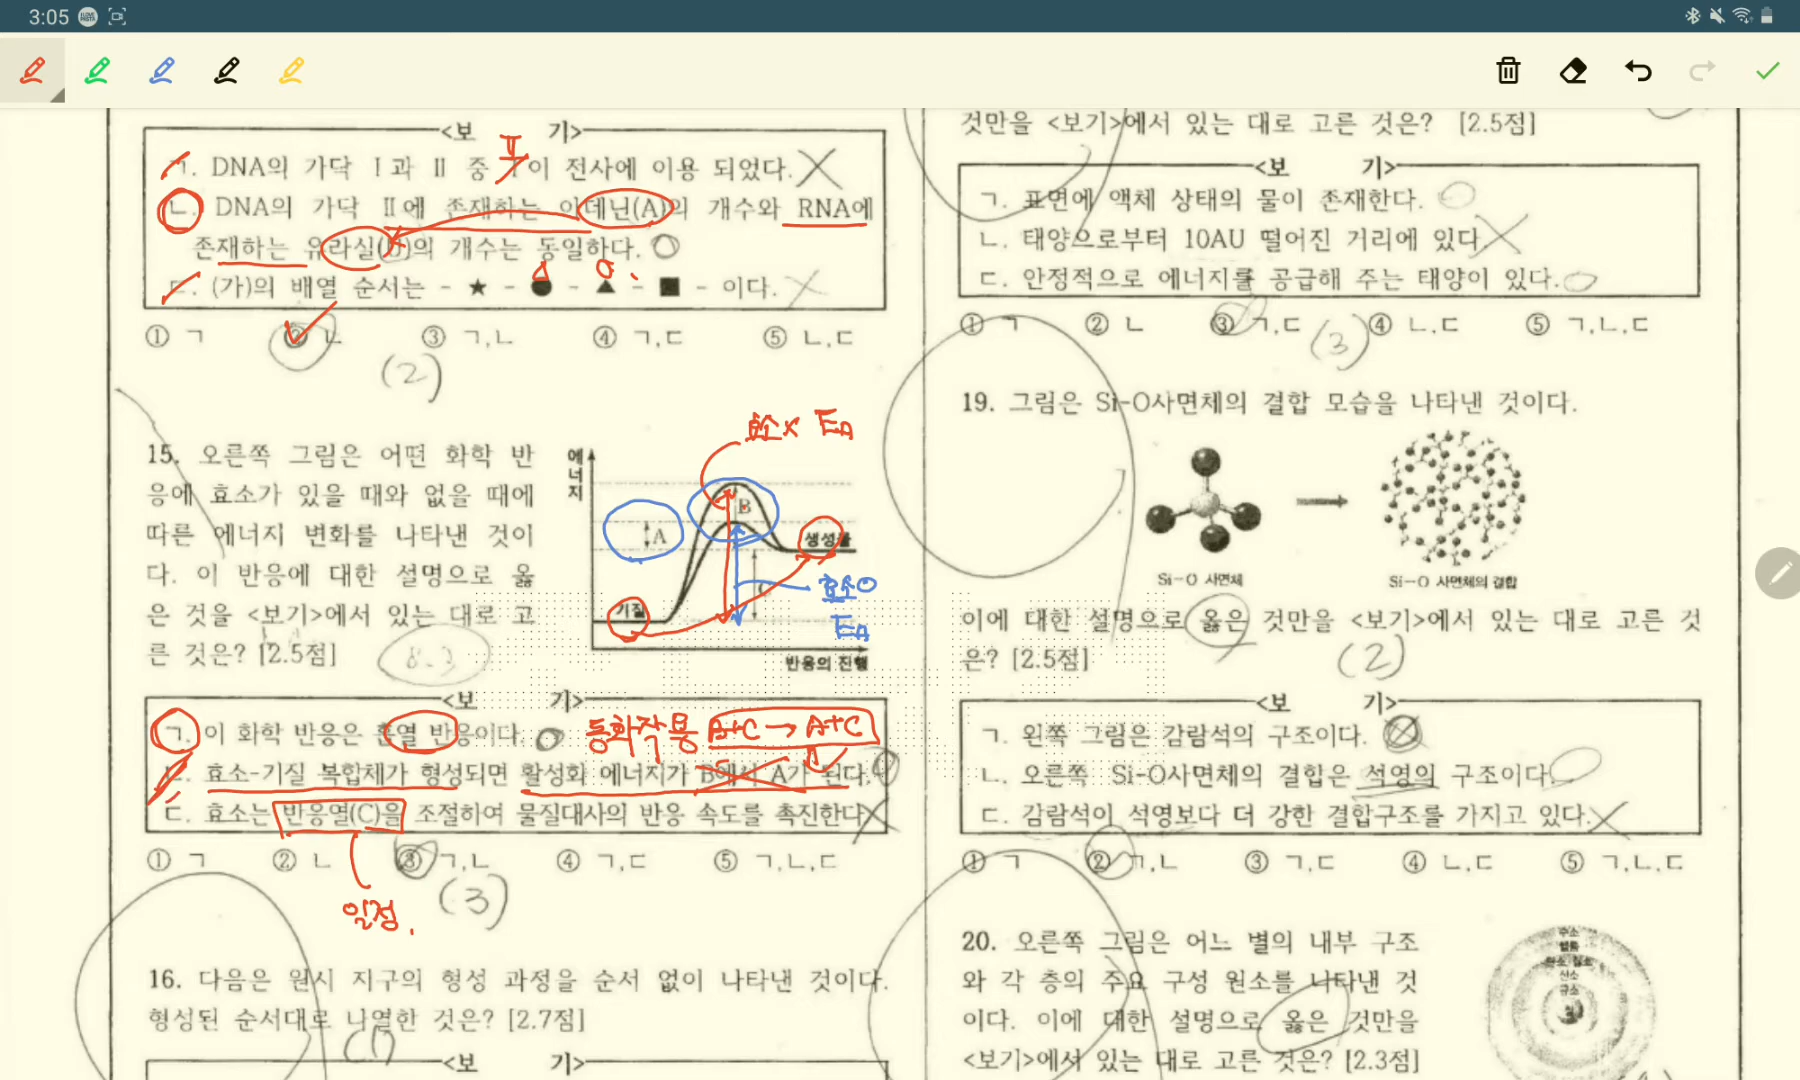 3:05
<보 기>
ㄱ. DNA의 가닥 Ⅰ과 Ⅱ 중 Ⅰ이 전사에 이용 되었다.
Ⅱ
ㄴ. DNA의 가닥 Ⅱ에 존재하는 아데닌(A)의 개수와 RNA에
존재하는 유라실(U)의 개수는 동일하다.
ㄷ. (가)의 배열 순서는 - ★ - ● - ▲ - ■ - 이다.
① ㄱ ② ㄴ ③ ㄱ,ㄴ ④ ㄱ,ㄷ ⑤ ㄴ,ㄷ
(2)
15. 오른쪽 그림은 어떤 화학 반
응에 효소가 있을 때와 없을 때에
따른 에너지 변화를 나타낸 것이
다. 이 반응에 대한 설명으로 옳
은 것을 <보기>에서 있는 대로 고
른 것은? [2.5점]
8.3
효소× EA
에너지
B
A
생성물
C
효소○
EA
기질
반응의 진행
<보 기>
ㄱ. 이 화학 반응은 흡열 반응이다.
동화작용 B+C → A+C
ㄴ. 효소-기질 복합체가 형성되면 활성화 에너지가 B에서 A가 된다.
ㄷ. 효소는 반응열(C)을 조절하여 물질대사의 반응 속도를 촉진한다.
① ㄱ ② ㄴ ③ ㄱ,ㄴ ④ ㄱ,ㄷ ⑤ ㄱ,ㄴ,ㄷ
일정.
(3)
16. 다음은 원시 지구의 형성 과정을 순서 없이 나타낸 것이다.
형성된 순서대로 나열한 것은? [2.7점]
(1)
<보 기>
것만을 <보기>에서 있는 대로 고른 것은? [2.5점]
<보 기>
ㄱ. 표면에 액체 상태의 물이 존재한다.
ㄴ. 태양으로부터 10AU 떨어진 거리에 있다.
ㄷ. 안정적으로 에너지를 공급해 주는 태양이 있다.
① ㄱ ② ㄴ ③ ㄱ,ㄷ ④ ㄴ,ㄷ ⑤ ㄱ,ㄴ,ㄷ
(3)
19. 그림은 Si-O사면체의 결합 모습을 나타낸 것이다.
Si-O 사면체
Si-O 사면체의 결합
이에 대한 설명으로 옳은 것만을 <보기>에서 있는 대로 고른 것
은? [2.5점]
(2)
<보 기>
ㄱ. 왼쪽 그림은 감람석의 구조이다.
ㄴ. 오른쪽 Si-O사면체의 결합은 석영의 구조이다.
ㄷ. 감람석이 석영보다 더 강한 결합구조를 가지고 있다.
① ㄱ ② ㄱ,ㄴ ③ ㄱ,ㄷ ④ ㄴ,ㄷ ⑤ ㄱ,ㄴ,ㄷ
20. 오른쪽 그림은 어느 별의 내부 구조
와 각 층의 주요 구성 원소를 나타낸 것
이다. 이에 대한 설명으로 옳은 것만을
<보기>에서 있는 대로 고른 것은? [2.3점]
수소
헬륨
탄소·질소
산소
규소
철